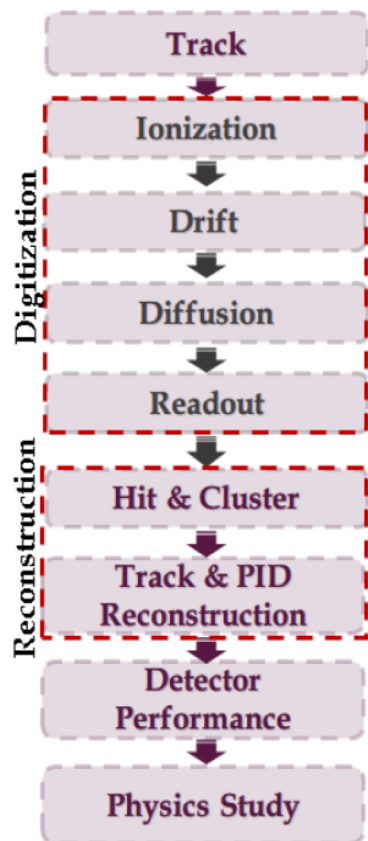 Track
Digitization
Ionization
Drift
Diffusion
Readout
Reconstruction
Hit & Cluster
Track & PID
Reconstruction
Detector
Performance
Physics Study